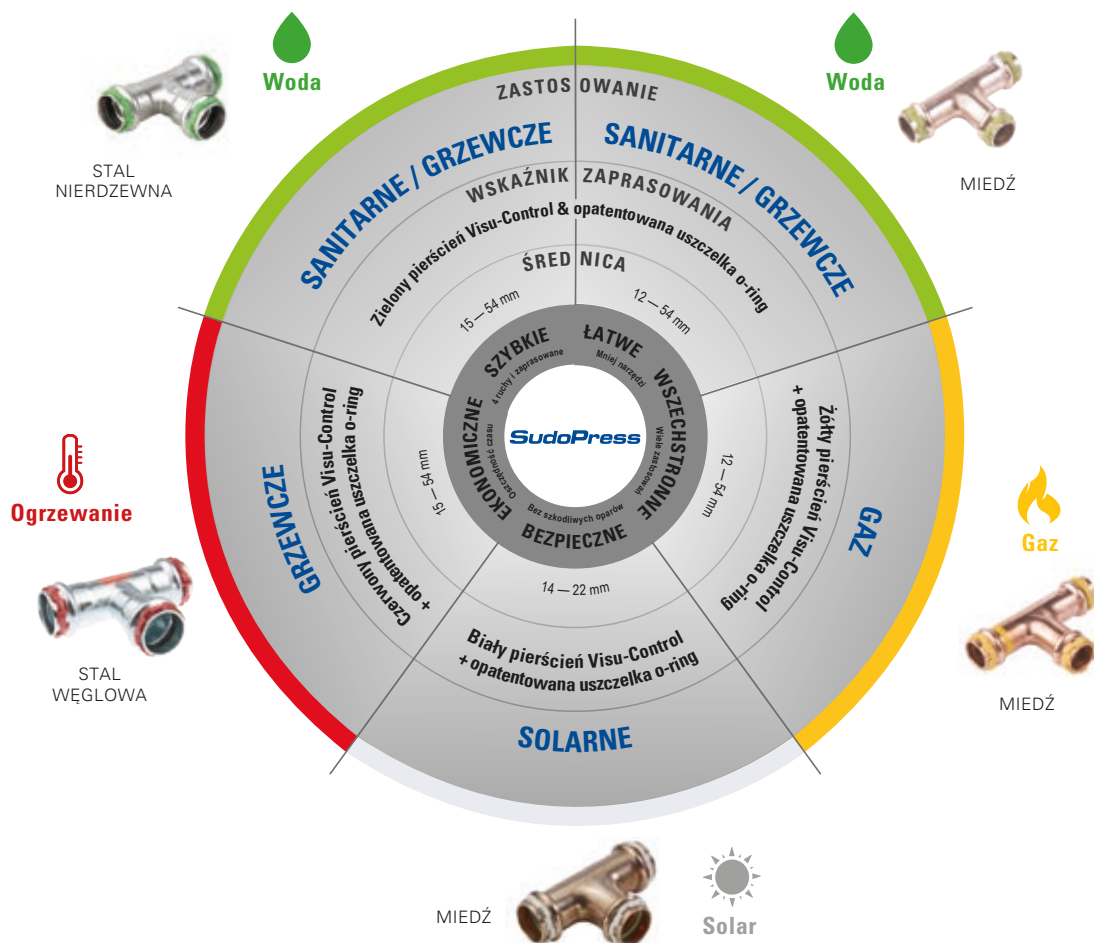 Woda
Woda
STAL
NIERDZEWNA
MIEDŹ
ZASTOSOWANIE
SANITARNE / GRZEWCZE
SANITARNE / GRZEWCZE
WSKAŹNIK ZAPRASOWANIA
Zielony pierścień Visu-Control & opatentowana uszczelka o-ring
ŚREDNICA
15 — 54 mm
12 — 54 mm
SZYBKIE
4 ruchy i zaprasowane
ŁATWE
Mniej narzędzi
WSZECHSTRONNE
Wiele zastosowań
BEZPIECZNE
Bez szkodliwych oparów
EKONOMICZNE
Oszczędność czasu
SudoPress
Ogrzewanie
STAL
WĘGLOWA
GRZEWCZE
Czerwony pierścień Visu-Control
+ opatentowana uszczelka o-ring
15 — 54 mm
12 — 54 mm
Żółty pierścień Visu-Control
+ opatentowana uszczelka o-ring
GAZ
Gaz
MIEDŹ
14 — 22 mm
Biały pierścień Visu-Control
+ opatentowana uszczelka o-ring
SOLARNE
MIEDŹ
Solar